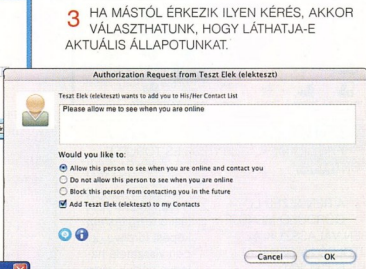 3 HA MÁSTÓL ÉRKEZIK ILYEN KÉRÉS, AKKOR
VÁLASZTHATUNK, HOGY LÁTHATJA-E
AKTUÁLIS ÁLLAPOTUNKAT.
Authorization Request from Teszt Elek (elekteszt)
Teszt Elek (elekteszt) wants to add you to His/Her Contact List
Please allow me to see when you are online
Would you like to:
Allow this person to see when you are online and contact you
Do not allow this person to see when you are online
Block this person from contacting you in the future
Add Teszt Elek (elekteszt) to my Contacts
Cancel OK